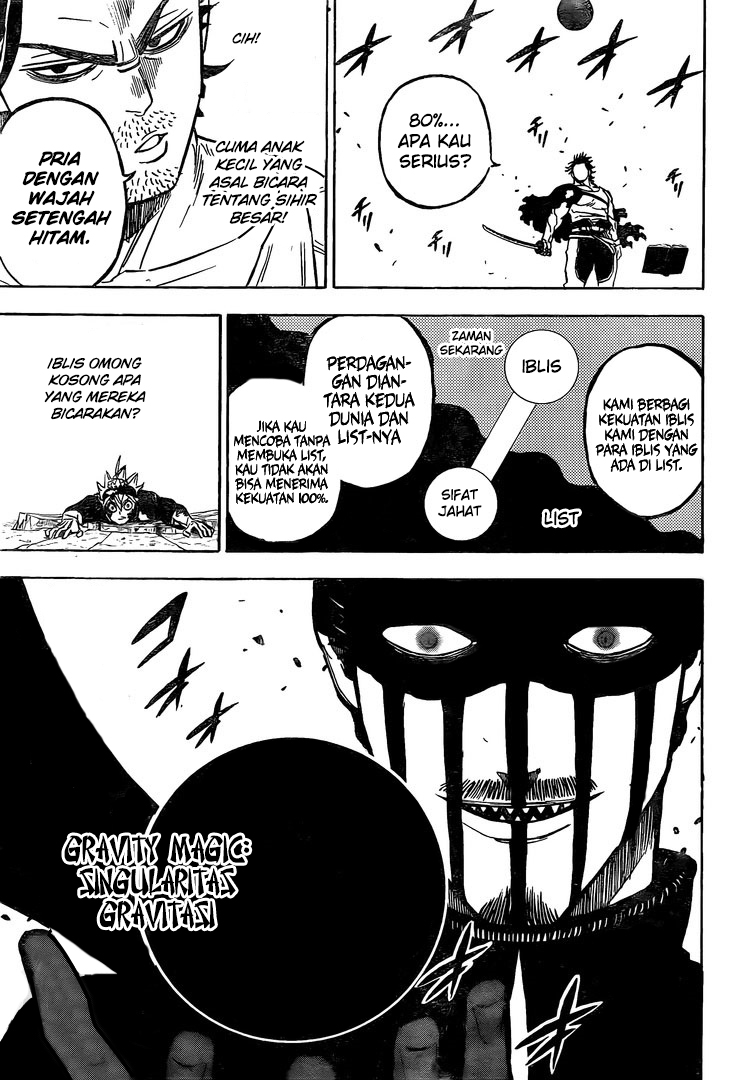 80%...
APA KAU
SERIUS?
CIH!
CUMA ANAK
KECIL YANG
ASAL BICARA
TENTANG SIHIR
BESAR!
PRIA
DENGAN
WAJAH
SETENGAH
HITAM.
KAMI BERBAGI
KEKUATAN IBLIS
KAMI DENGAN
PARA IBLIS YANG
ADA DI LIST.
ZAMAN
SEKARANG
IBLIS
SIFAT
JAHAT
LIST
PERDAGAN-
GAN DIAN-
TARA KEDUA
DUNIA DAN
LIST-NYA
JIKA KAU
MENCOBA TANPA
MEMBUKA LIST,
KAU TIDAK AKAN
BISA MENERIMA
KEKUATAN 100%.
IBLIS OMONG
KOSONG APA
YANG MEREKA
BICARAKAN?
GRAVITY MAGIC:
SINGULARITAS
GRAVITASI